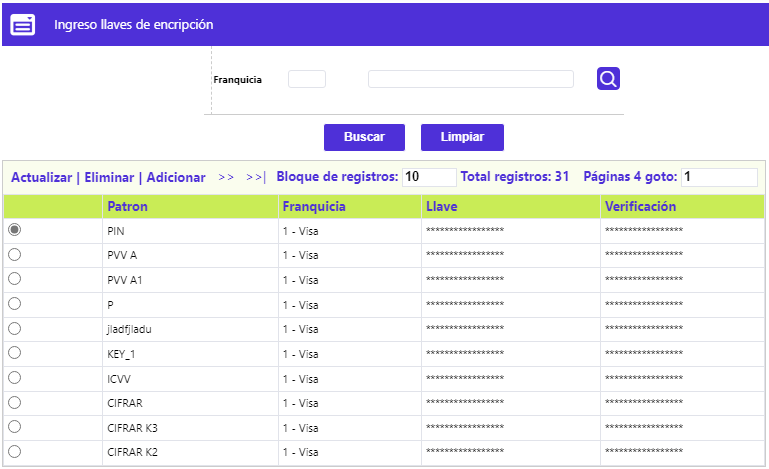 Ingreso llaves de encripción
Franquicia
Buscar Limpiar
Actualizar | Eliminar | Adicionar >> >>| Bloque de registros: 10 Total registros: 31 Páginas 4 goto: 1
Patron Franquicia Llave Verificación
PIN 1 - Visa ***************** *****************
PVV A 1 - Visa ***************** *****************
PVV A1 1 - Visa ***************** *****************
P 1 - Visa ***************** *****************
jladfjladu 1 - Visa ***************** *****************
KEY_1 1 - Visa ***************** *****************
ICVV 1 - Visa ***************** *****************
CIFRAR 1 - Visa ***************** *****************
CIFRAR K3 1 - Visa ***************** *****************
CIFRAR K2 1 - Visa ***************** *****************